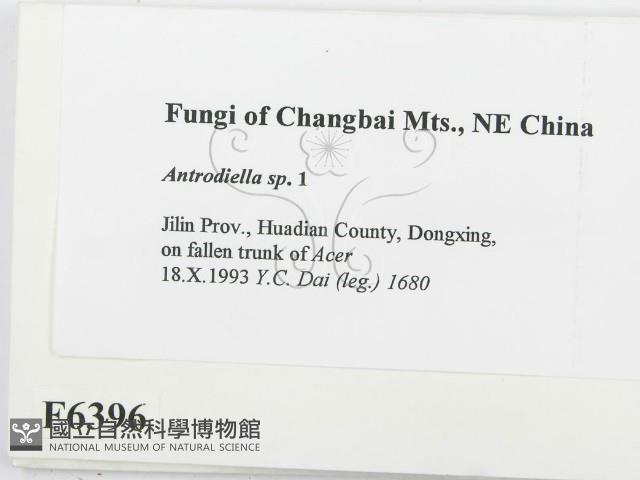 Fungi of Changbai Mts., NE China
Antrodiella sp. 1
Jilin Prov., Huadian County, Dongxing,
on fallen trunk of Acer
18.X.1993 Y.C. Dai (leg.) 1680
F6396
國立自然科學博物館
NATIONAL MUSEUM OF NATURAL SCIENCE